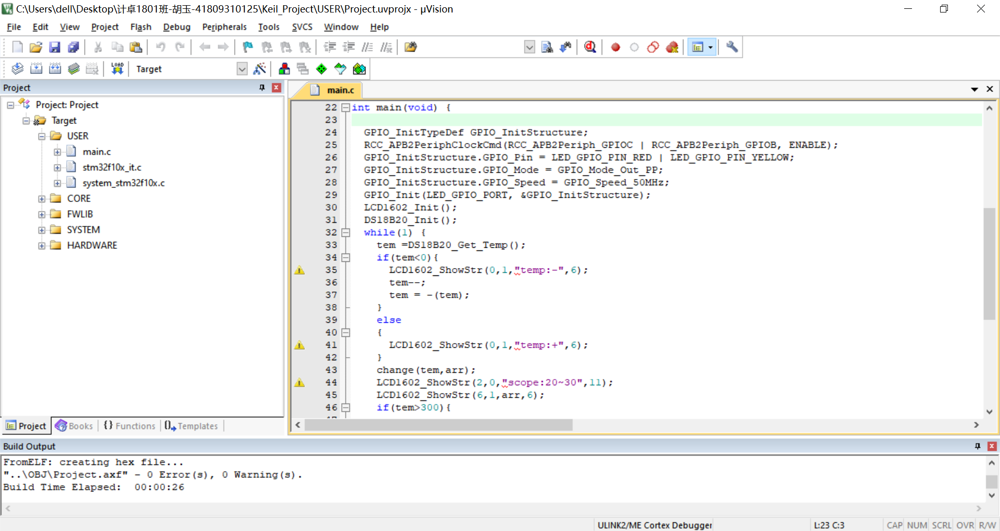 C:\Users\dell\Desktop\计卓1801班-胡玉-41809310125\Keil_Project\USER\Project.uvprojx - µVision
File Edit View Project Flash Debug Peripherals Tools SVCS Window Help
LOAD Target
Project
main.c
Project: Project
Target
USER
main.c
stm32f10x_it.c
system_stm32f10x.c
CORE
FWLIB
SYSTEM
HARDWARE
Project Books {} Functions Templates
22 int main(void) {
23
24 GPIO_InitTypeDef GPIO_InitStructure;
25 RCC_APB2PeriphClockCmd(RCC_APB2Periph_GPIOC | RCC_APB2Periph_GPIOB, ENABLE);
26 GPIO_InitStructure.GPIO_Pin = LED_GPIO_PIN_RED | LED_GPIO_PIN_YELLOW;
27 GPIO_InitStructure.GPIO_Mode = GPIO_Mode_Out_PP;
28 GPIO_InitStructure.GPIO_Speed = GPIO_Speed_50MHz;
29 GPIO_Init(LED_GPIO_PORT, &GPIO_InitStructure);
30 LCD1602_Init();
31 DS18B20_Init();
32 while(1) {
33 tem =DS18B20_Get_Temp();
34 if(tem<0){
35 LCD1602_ShowStr(0,1,"temp:-",6);
36 tem--;
37 tem = -(tem);
38 }
39 else
40 {
41 LCD1602_ShowStr(0,1,"temp:+",6);
42 }
43 change(tem,arr);
44 LCD1602_ShowStr(2,0,"scope:20~30",11);
45 LCD1602_ShowStr(6,1,arr,6);
46 if(tem>300){
Build Output
FromELF: creating hex file...
"..\OBJ\Project.axf" - 0 Error(s), 0 Warning(s).
Build Time Elapsed:  00:00:26
ULINK2/ME Cortex Debugger L:23 C:3 CAP NUM SCRL OVR R/W